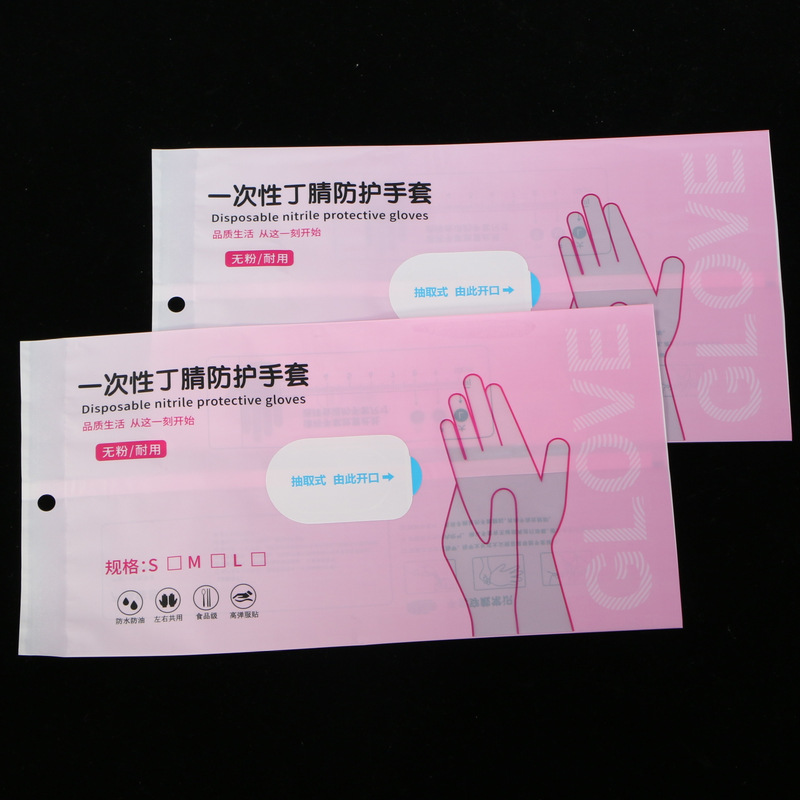 一次性丁腈防护手套
Disposable nitrile protective gloves
品质生活 从这一刻开始
无粉/耐用
抽取式 由此开口➡
GLOVE
一次性丁腈防护手套
Disposable nitrile protective gloves
品质生活 从这一刻开始
无粉/耐用
抽取式 由此开口➡
GLOVE
规格:S □ M □ L □
防水防油 左右共用 食品级 高弹服贴